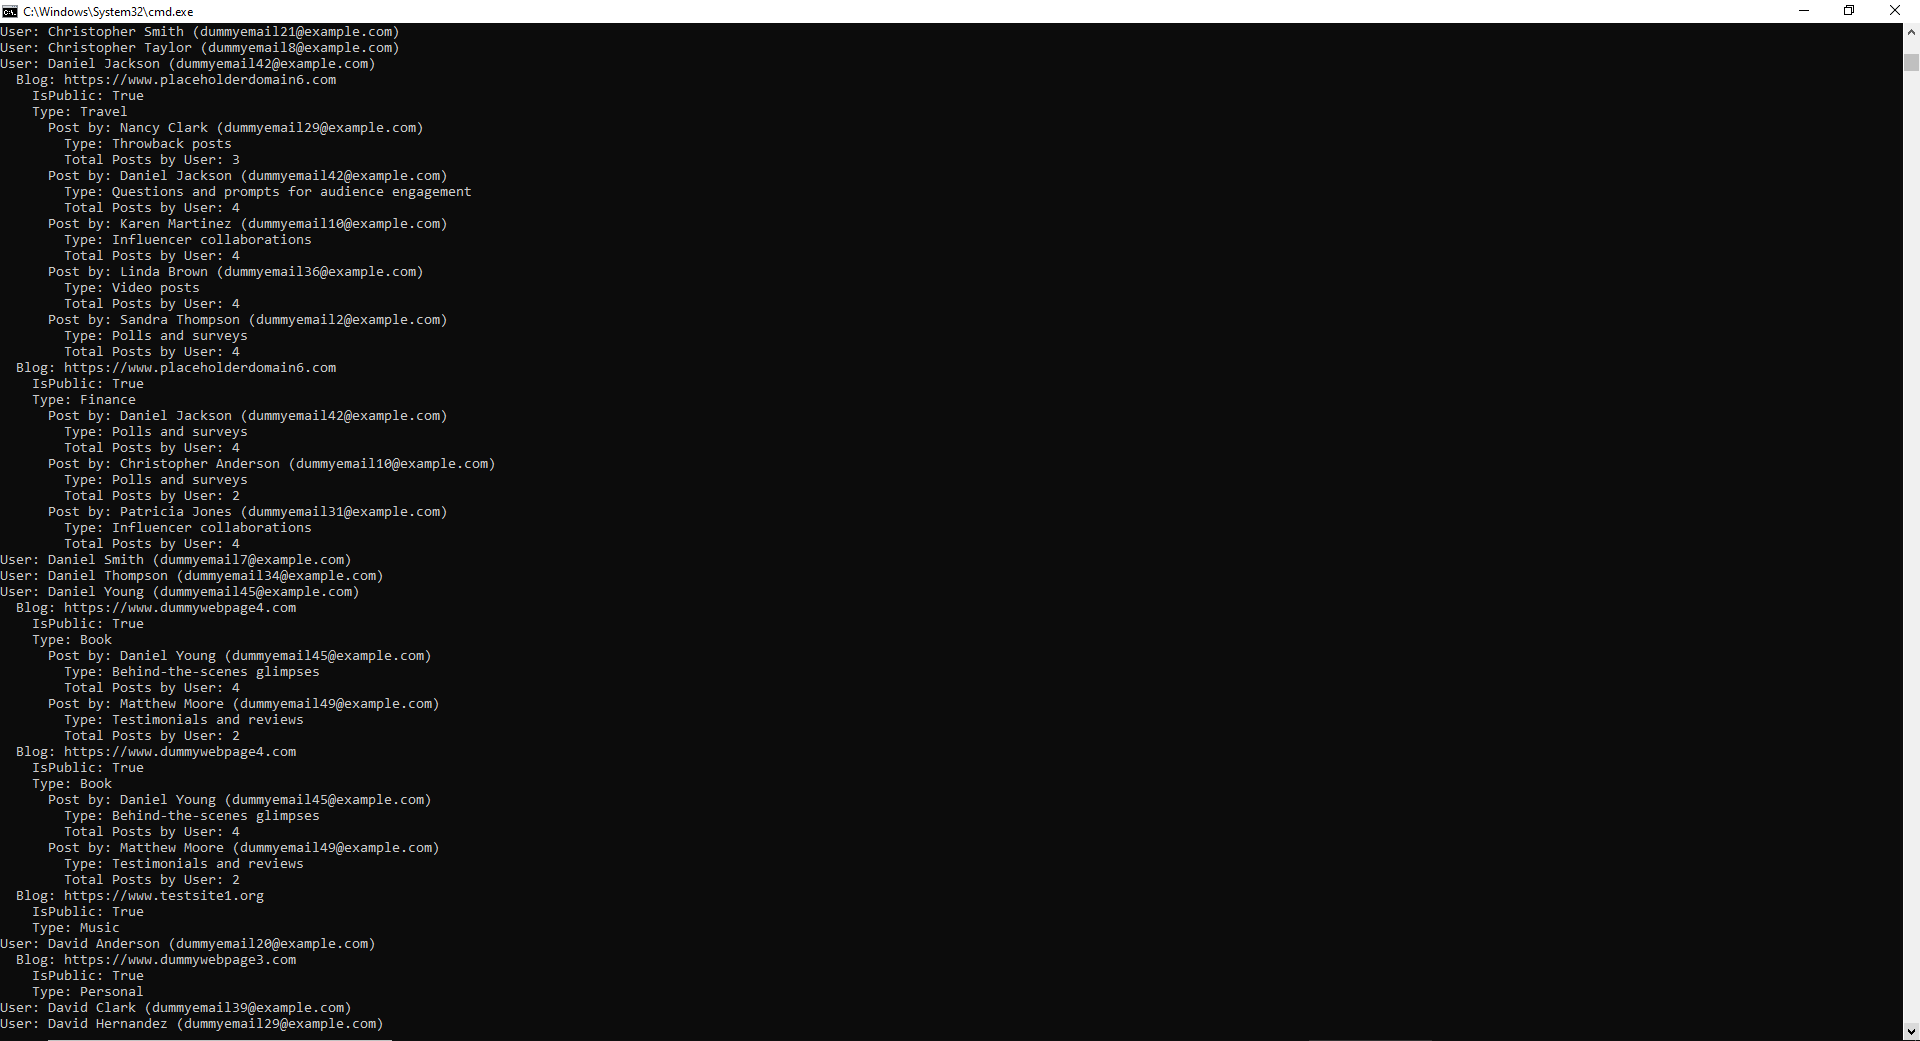 C:\Windows\System32\cmd.exe
User: Christopher Smith (dummyemail21@example.com)
User: Christopher Taylor (dummyemail8@example.com)
User: Daniel Jackson (dummyemail42@example.com)
  Blog: https://www.placeholderdomain6.com
    IsPublic: True
    Type: Travel
      Post by: Nancy Clark (dummyemail29@example.com)
        Type: Throwback posts
        Total Posts by User: 3
      Post by: Daniel Jackson (dummyemail42@example.com)
        Type: Questions and prompts for audience engagement
        Total Posts by User: 4
      Post by: Karen Martinez (dummyemail10@example.com)
        Type: Influencer collaborations
        Total Posts by User: 4
      Post by: Linda Brown (dummyemail36@example.com)
        Type: Video posts
        Total Posts by User: 4
      Post by: Sandra Thompson (dummyemail2@example.com)
        Type: Polls and surveys
        Total Posts by User: 4
  Blog: https://www.placeholderdomain6.com
    IsPublic: True
    Type: Finance
      Post by: Daniel Jackson (dummyemail42@example.com)
        Type: Polls and surveys
        Total Posts by User: 4
      Post by: Christopher Anderson (dummyemail10@example.com)
        Type: Polls and surveys
        Total Posts by User: 2
      Post by: Patricia Jones (dummyemail31@example.com)
        Type: Influencer collaborations
        Total Posts by User: 4
User: Daniel Smith (dummyemail7@example.com)
User: Daniel Thompson (dummyemail34@example.com)
User: Daniel Young (dummyemail45@example.com)
  Blog: https://www.dummywebpage4.com
    IsPublic: True
    Type: Book
      Post by: Daniel Young (dummyemail45@example.com)
        Type: Behind-the-scenes glimpses
        Total Posts by User: 4
      Post by: Matthew Moore (dummyemail49@example.com)
        Type: Testimonials and reviews
        Total Posts by User: 2
  Blog: https://www.dummywebpage4.com
    IsPublic: True
    Type: Book
      Post by: Daniel Young (dummyemail45@example.com)
        Type: Behind-the-scenes glimpses
        Total Posts by User: 4
      Post by: Matthew Moore (dummyemail49@example.com)
        Type: Testimonials and reviews
        Total Posts by User: 2
  Blog: https://www.testsite1.org
    IsPublic: True
    Type: Music
User: David Anderson (dummyemail20@example.com)
  Blog: https://www.dummywebpage3.com
    IsPublic: True
    Type: Personal
User: David Clark (dummyemail39@example.com)
User: David Hernandez (dummyemail29@example.com)